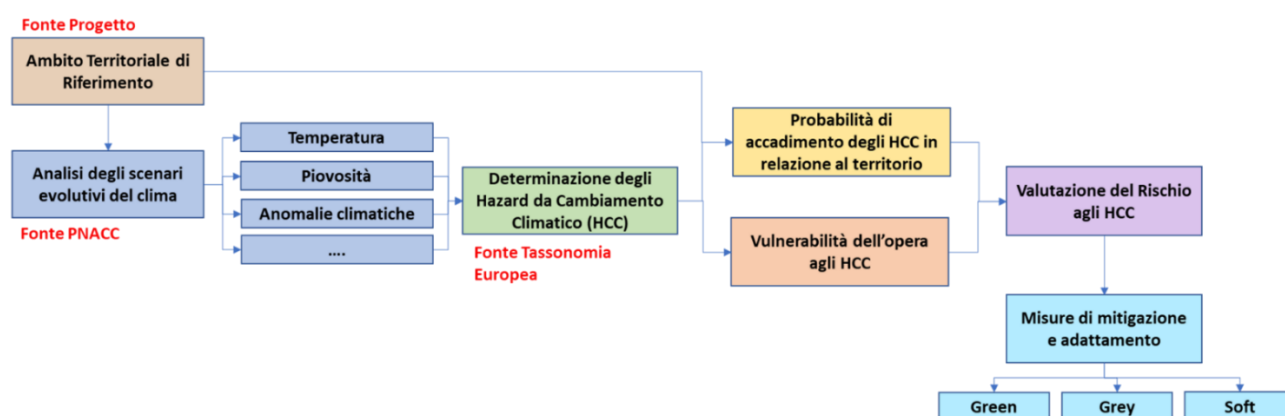 Fonte Progetto
Ambito Territoriale di
Riferimento
Analisi degli scenari
evolutivi del clima
Fonte PNACC
Temperatura
Piovosità
Anomalie climatiche
....
Determinazione degli
Hazard da Cambiamento
Climatico (HCC)
Fonte Tassonomia
Europea
Probabilità di
accadimento degli HCC in
relazione al territorio
Vulnerabilità dell'opera
agli HCC
Valutazione del Rischio
agli HCC
Misure di mitigazione
e adattamento
Green
Grey
Soft